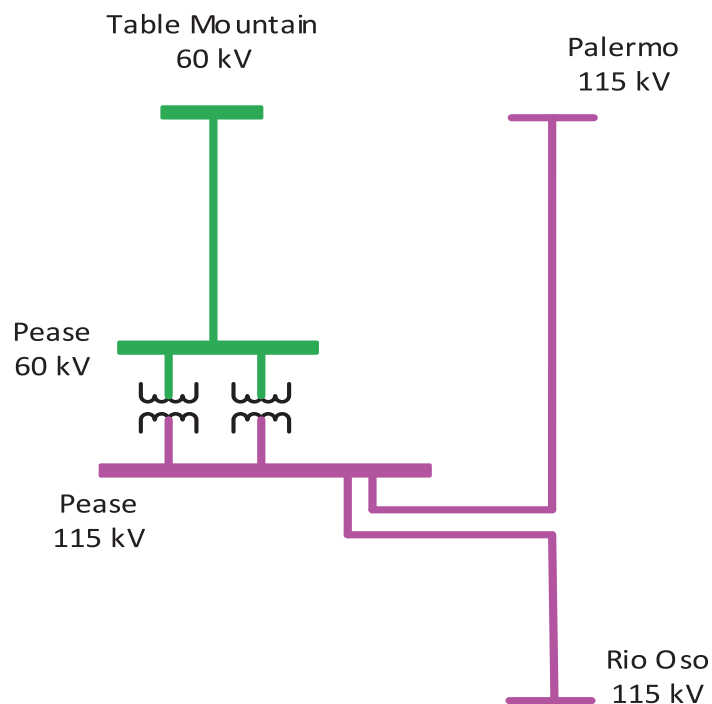 Table Mountain
60 kV
Palermo
115 kV
Pease
60 kV
Pease
115 kV
Rio Oso
115 kV